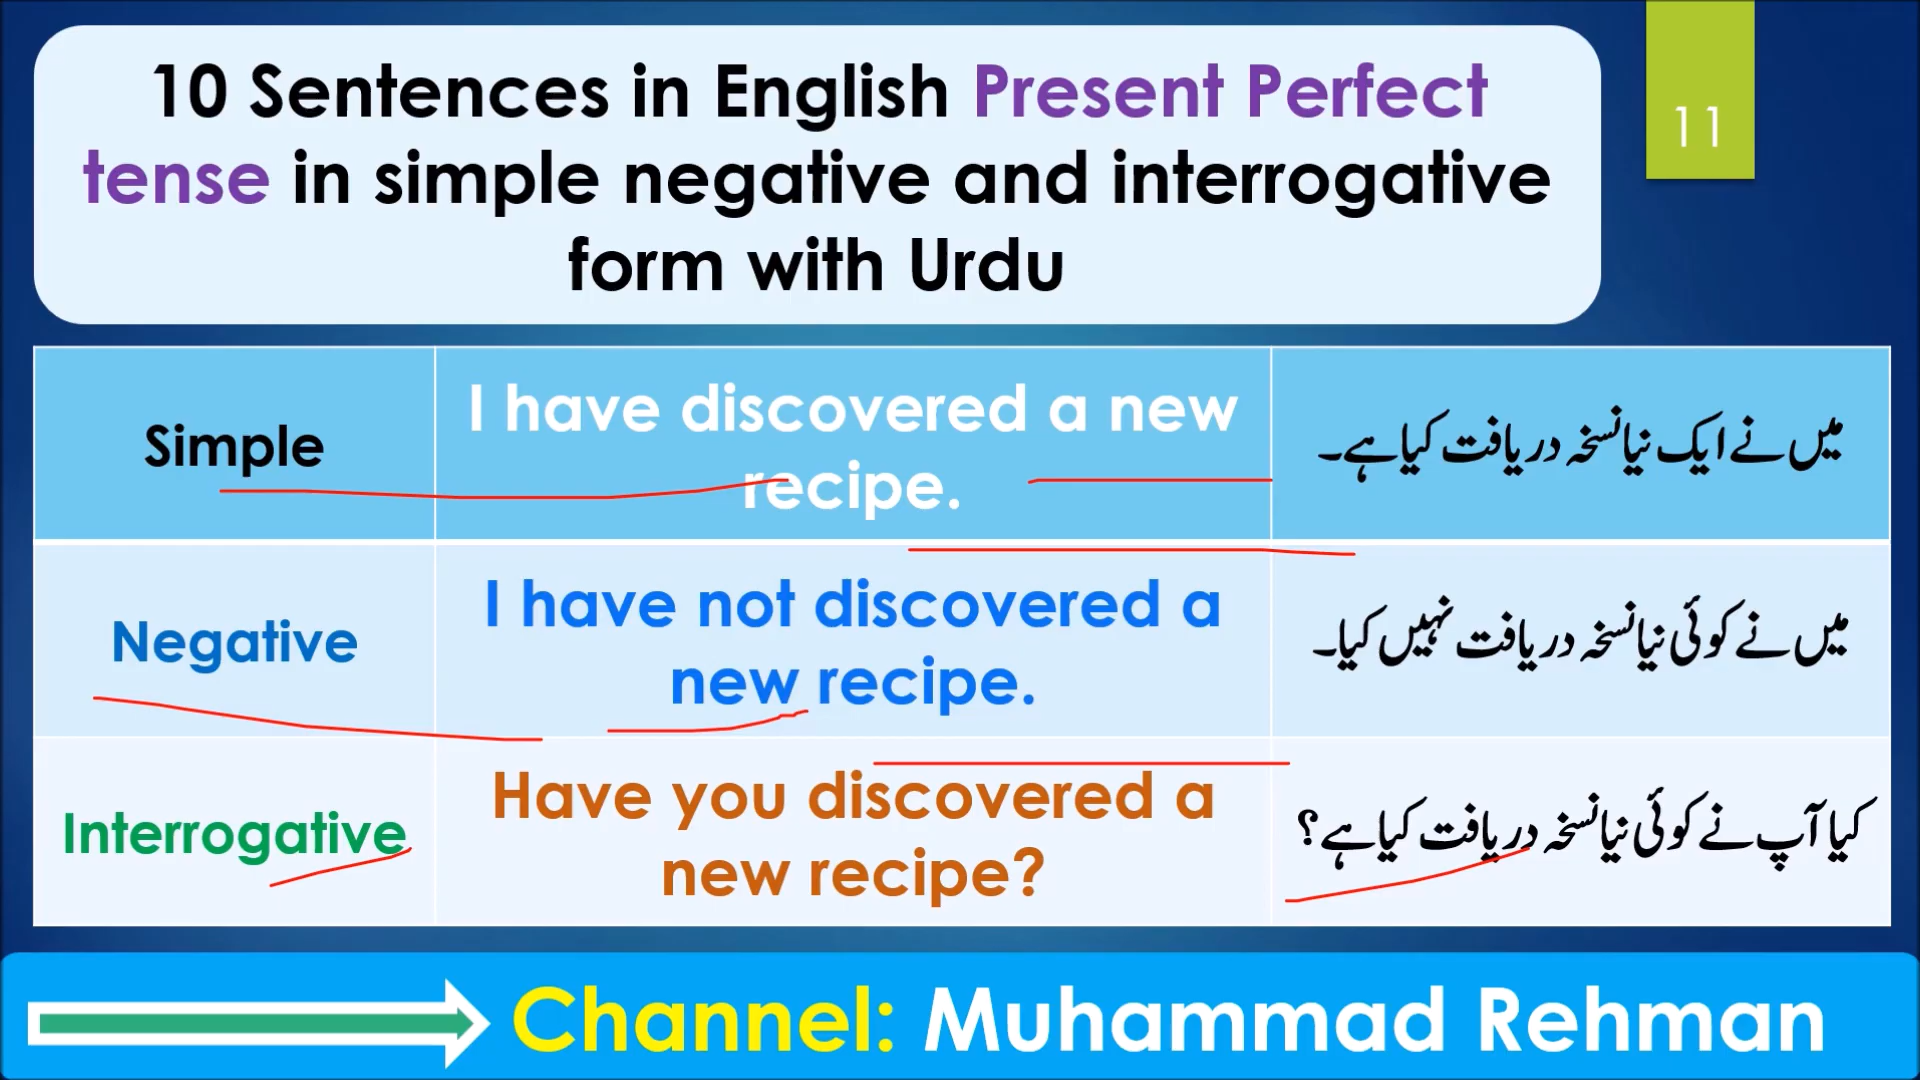 10 Sentences in English Present Perfect
tense in simple negative and interrogative
form with Urdu
11
Simple
I have discovered a new
recipe.
میں نے ایک نیا نسخہ دریافت کیا ہے۔
Negative
I have not discovered a
new recipe.
میں نے کوئی نیا نسخہ دریافت نہیں کیا۔
Interrogative
Have you discovered a
new recipe?
کیا آپ نے کوئی نیا نسخہ دریافت کیا ہے؟
Channel: Muhammad Rehman